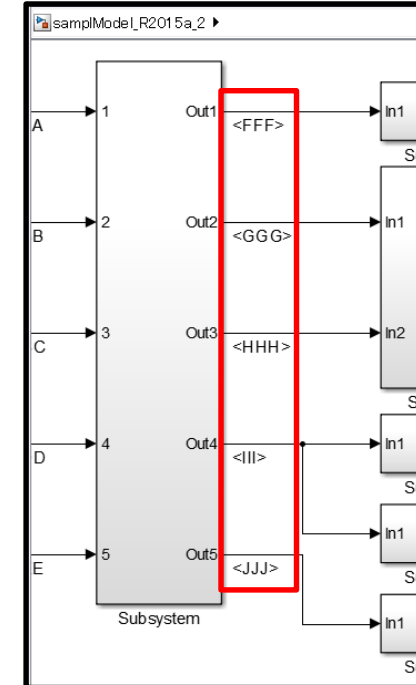 samplModel_R2015a_2
A 1 Out1 <FFF> In1
B 2 Out2 <GGG> In1
C 3 Out3 <HHH> In2
D 4 Out4 <III> In1
In1
E 5 Out5 <JJJ>
Subsystem
In1